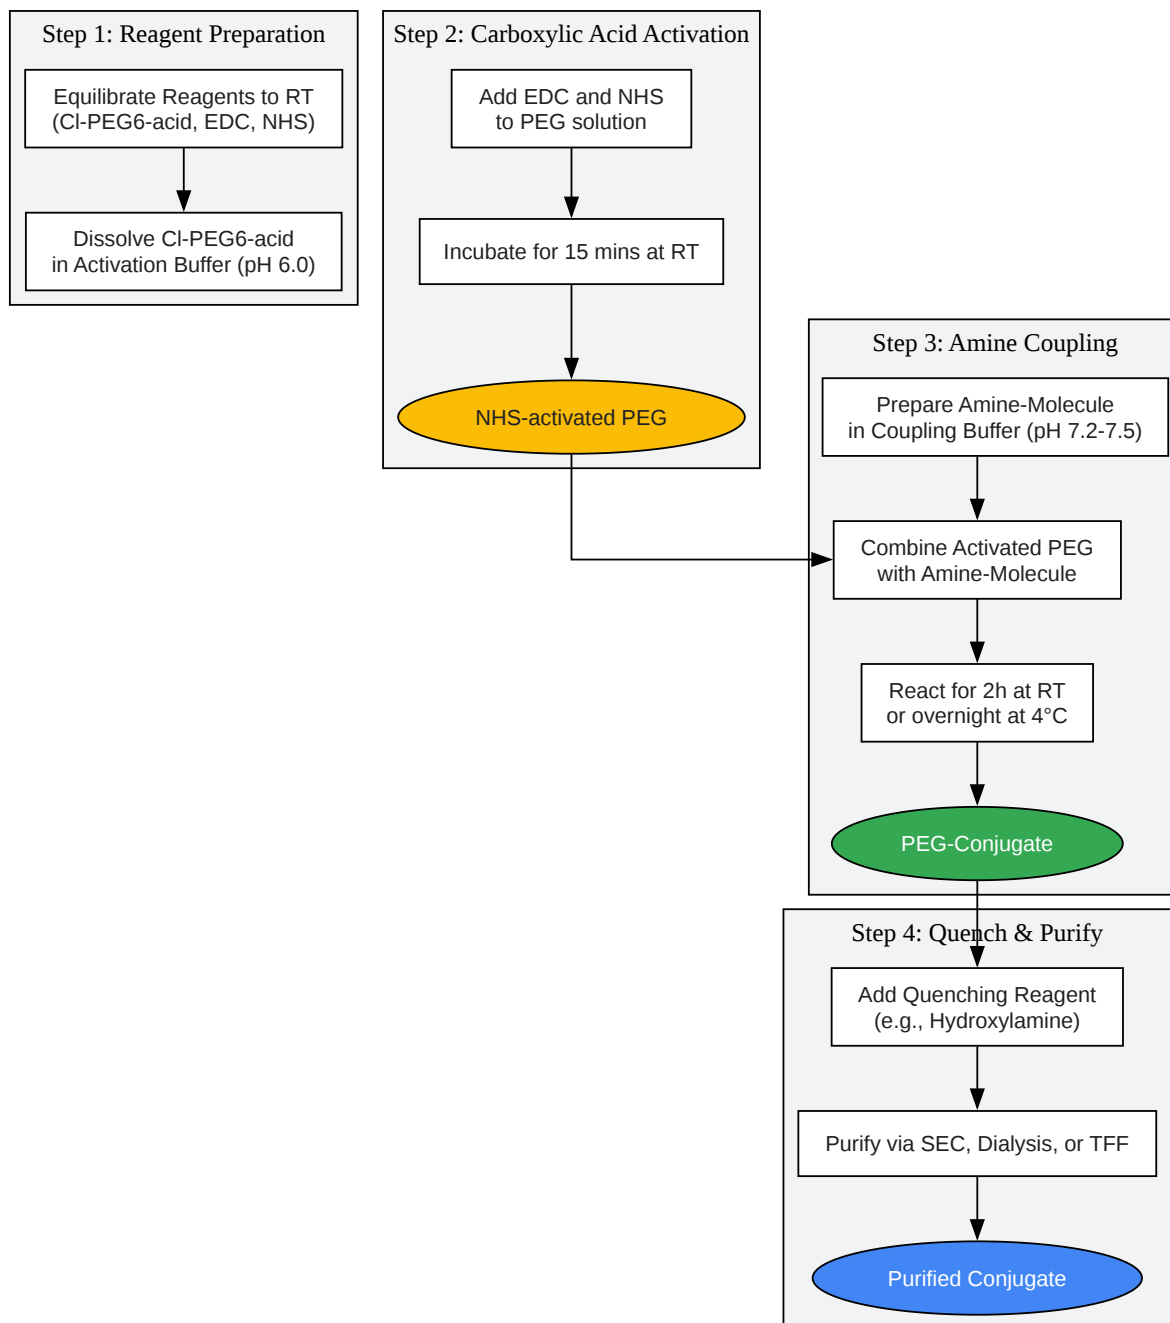 Step 1: Reagent Preparation
Equilibrate Reagents to RT
(Cl-PEG6-acid, EDC, NHS)
Dissolve Cl-PEG6-acid
in Activation Buffer (pH 6.0)
Step 2: Carboxylic Acid Activation
Add EDC and NHS
to PEG solution
Incubate for 15 mins at RT
NHS-activated PEG
Step 3: Amine Coupling
Prepare Amine-Molecule
in Coupling Buffer (pH 7.2-7.5)
Combine Activated PEG
with Amine-Molecule
React for 2h at RT
or overnight at 4°C
PEG-Conjugate
Step 4: Quench & Purify
Add Quenching Reagent
(e.g., Hydroxylamine)
Purify via SEC, Dialysis, or TFF
Purified Conjugate